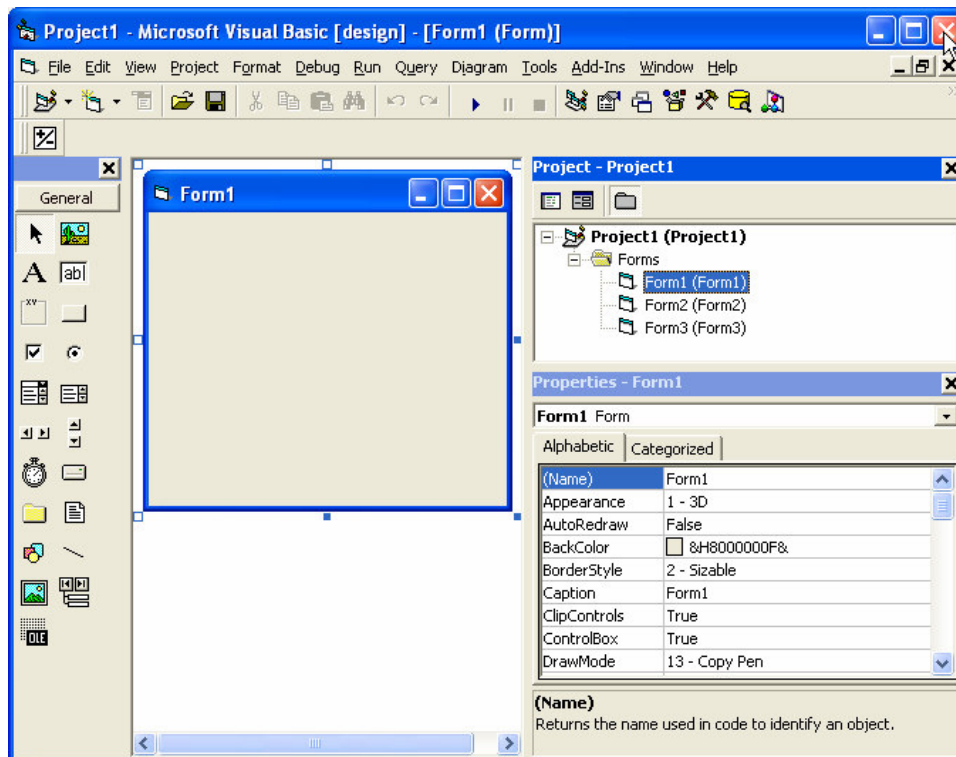 Project1 - Microsoft Visual Basic [design] - [Form1 (Form)]
File Edit View Project Format Debug Run Query Diagram Tools Add-Ins Window Help
General
A ab|
XV
OLE
Form1
Project - Project1
Project1 (Project1)
Forms
Form1 (Form1)
Form2 (Form2)
Form3 (Form3)
Properties - Form1
Form1 Form
Alphabetic Categorized
(Name) Form1
Appearance 1 - 3D
AutoRedraw False
BackColor &H8000000F&
BorderStyle 2 - Sizable
Caption Form1
ClipControls True
ControlBox True
DrawMode 13 - Copy Pen
(Name)
Returns the name used in code to identify an object.